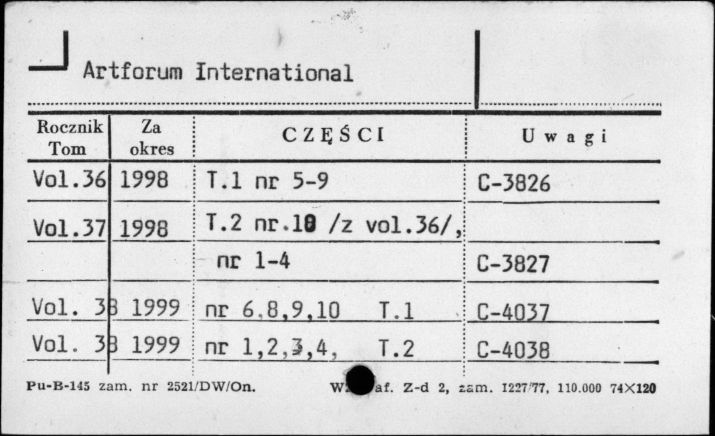 Artforum International
Rocznik Tom Za okres CZĘŚCI Uwagi
Vol.36 1998 T.1 nr 5-9 C-3826
Vol.37 1998 T.2 nr.10 /z vol.36/,
nr 1-4 C-3827
Vol. 38 1999 nr 6,8,9,10 T.1 C-4037
Vol. 38 1999 nr 1,2,3,4, T.2 C-4038
Pu-B-145 zam. nr 2521/DW/On. af. Z-d 2, zam. 1227/77, 110.000 74X120